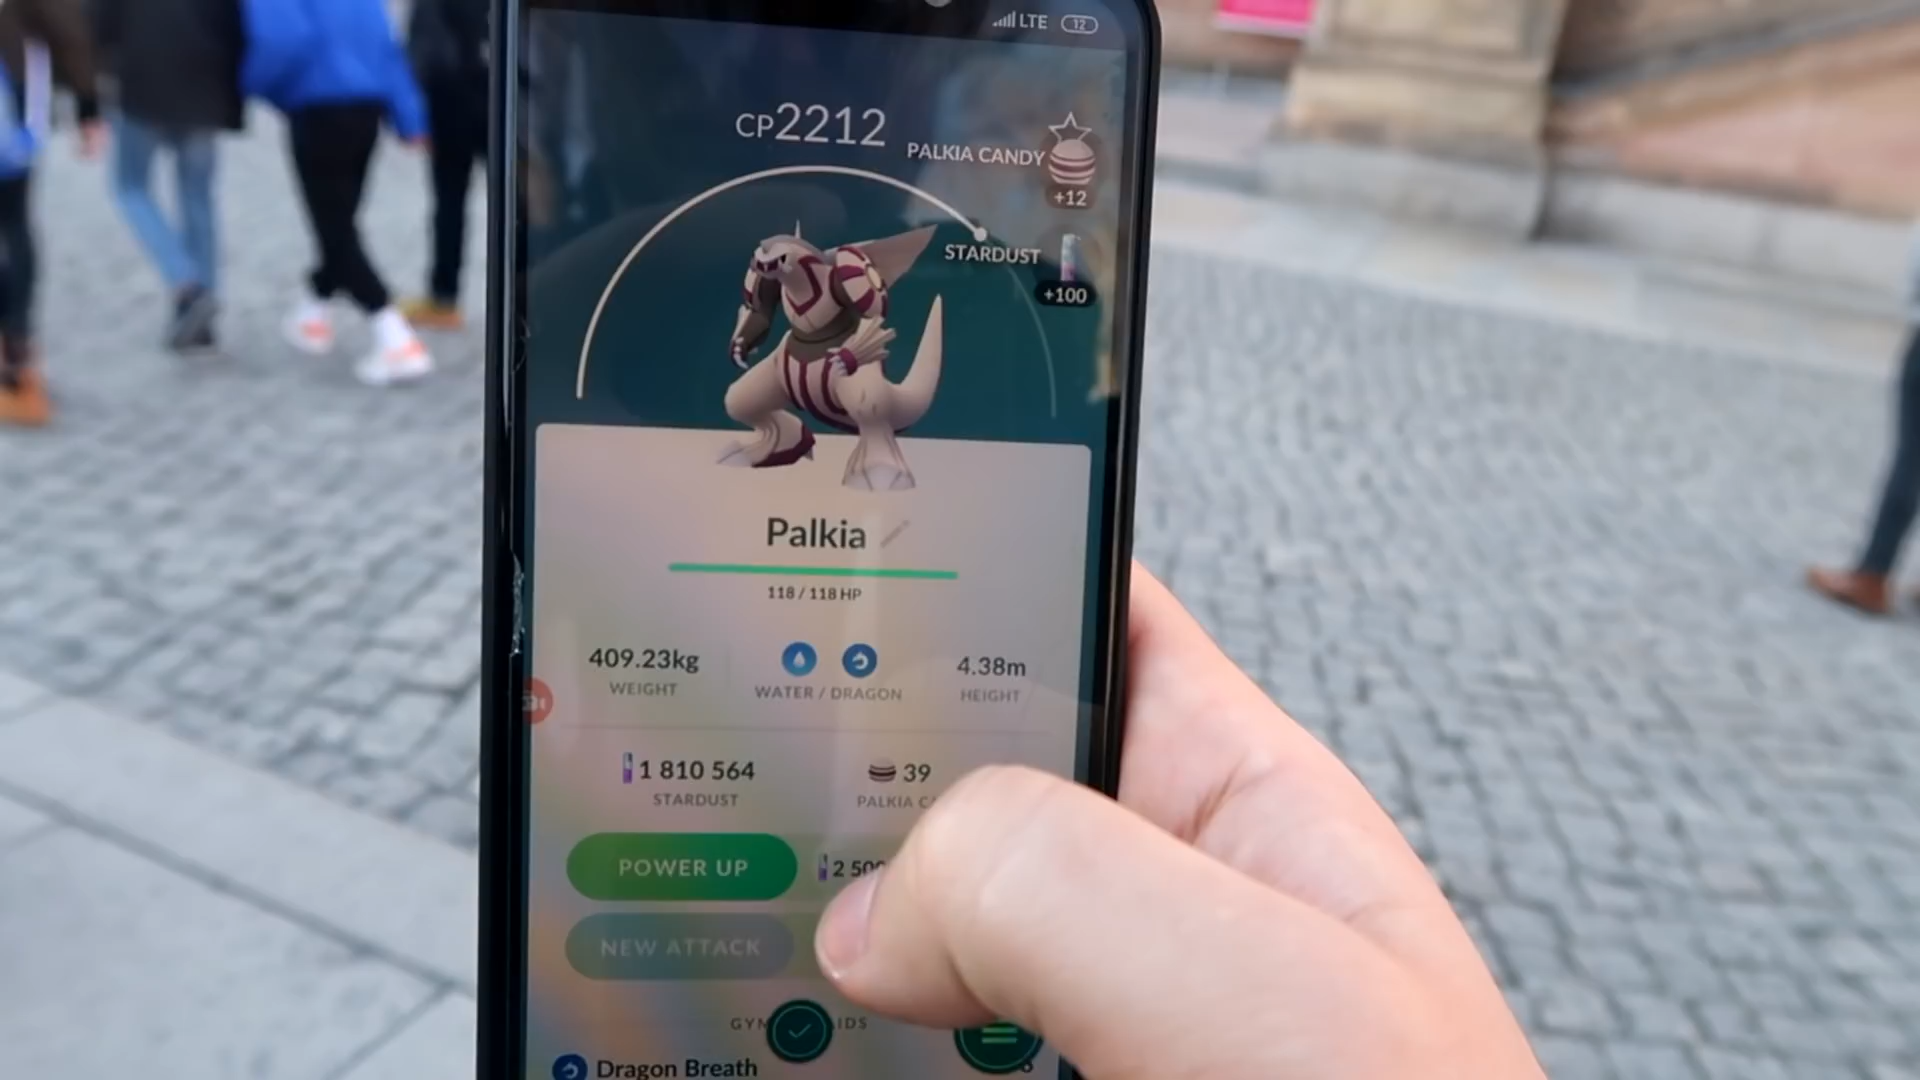 LTE 12
CP2212
PALKIA CANDY
+12
STARDUST
+100
Palkia
118 / 118 HP
409.23kg
WEIGHT
WATER / DRAGON
4.38m
HEIGHT
1 810 564
STARDUST
39
PALKIA
POWER UP
NEW ATTACK
Dragon Breath